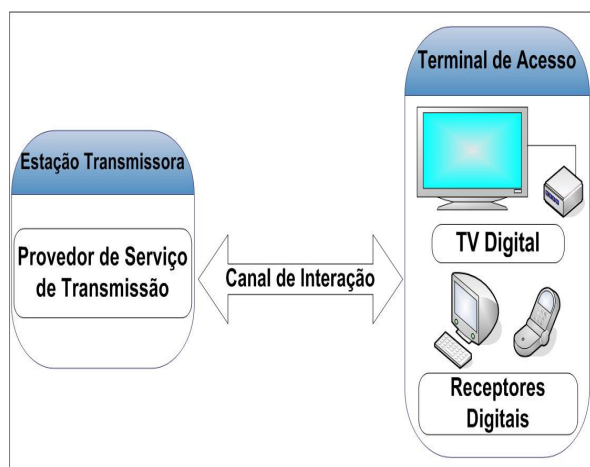 Estação Transmissora
Provedor de Serviço
de Transmissão
Canal de Interação
Terminal de Acesso
TV Digital
Receptores
Digitais